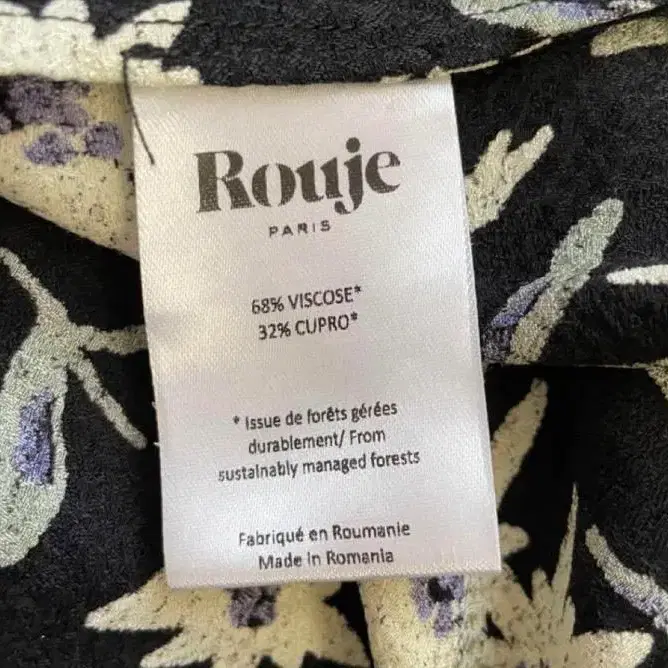 Rouje
PARIS
68% VISCOSE*
32% CUPRO*
* Issue de forêts gérées
durablement/ From
sustainably managed forests
Fabriqué en Roumanie
Made in Romania